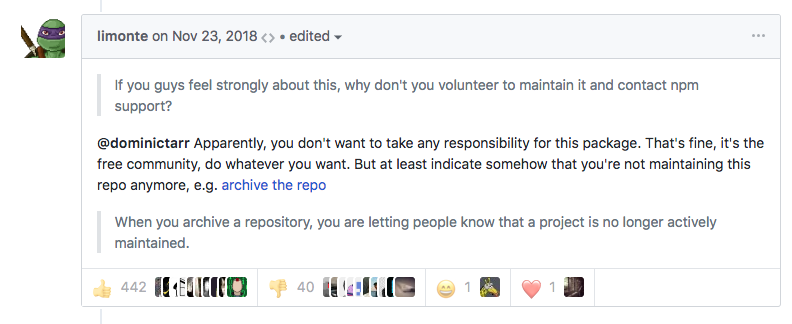 limonte on Nov 23, 2018 <> • edited
If you guys feel strongly about this, why don't you volunteer to maintain it and contact npm
support?
@dominictarr Apparently, you don't want to take any responsibility for this package. That's fine, it's the
free community, do whatever you want. But at least indicate somehow that you're not maintaining this
repo anymore, e.g. archive the repo
When you archive a repository, you are letting people know that a project is no longer actively
maintained.
👍 442 👎 40 😄 1 ❤️ 1